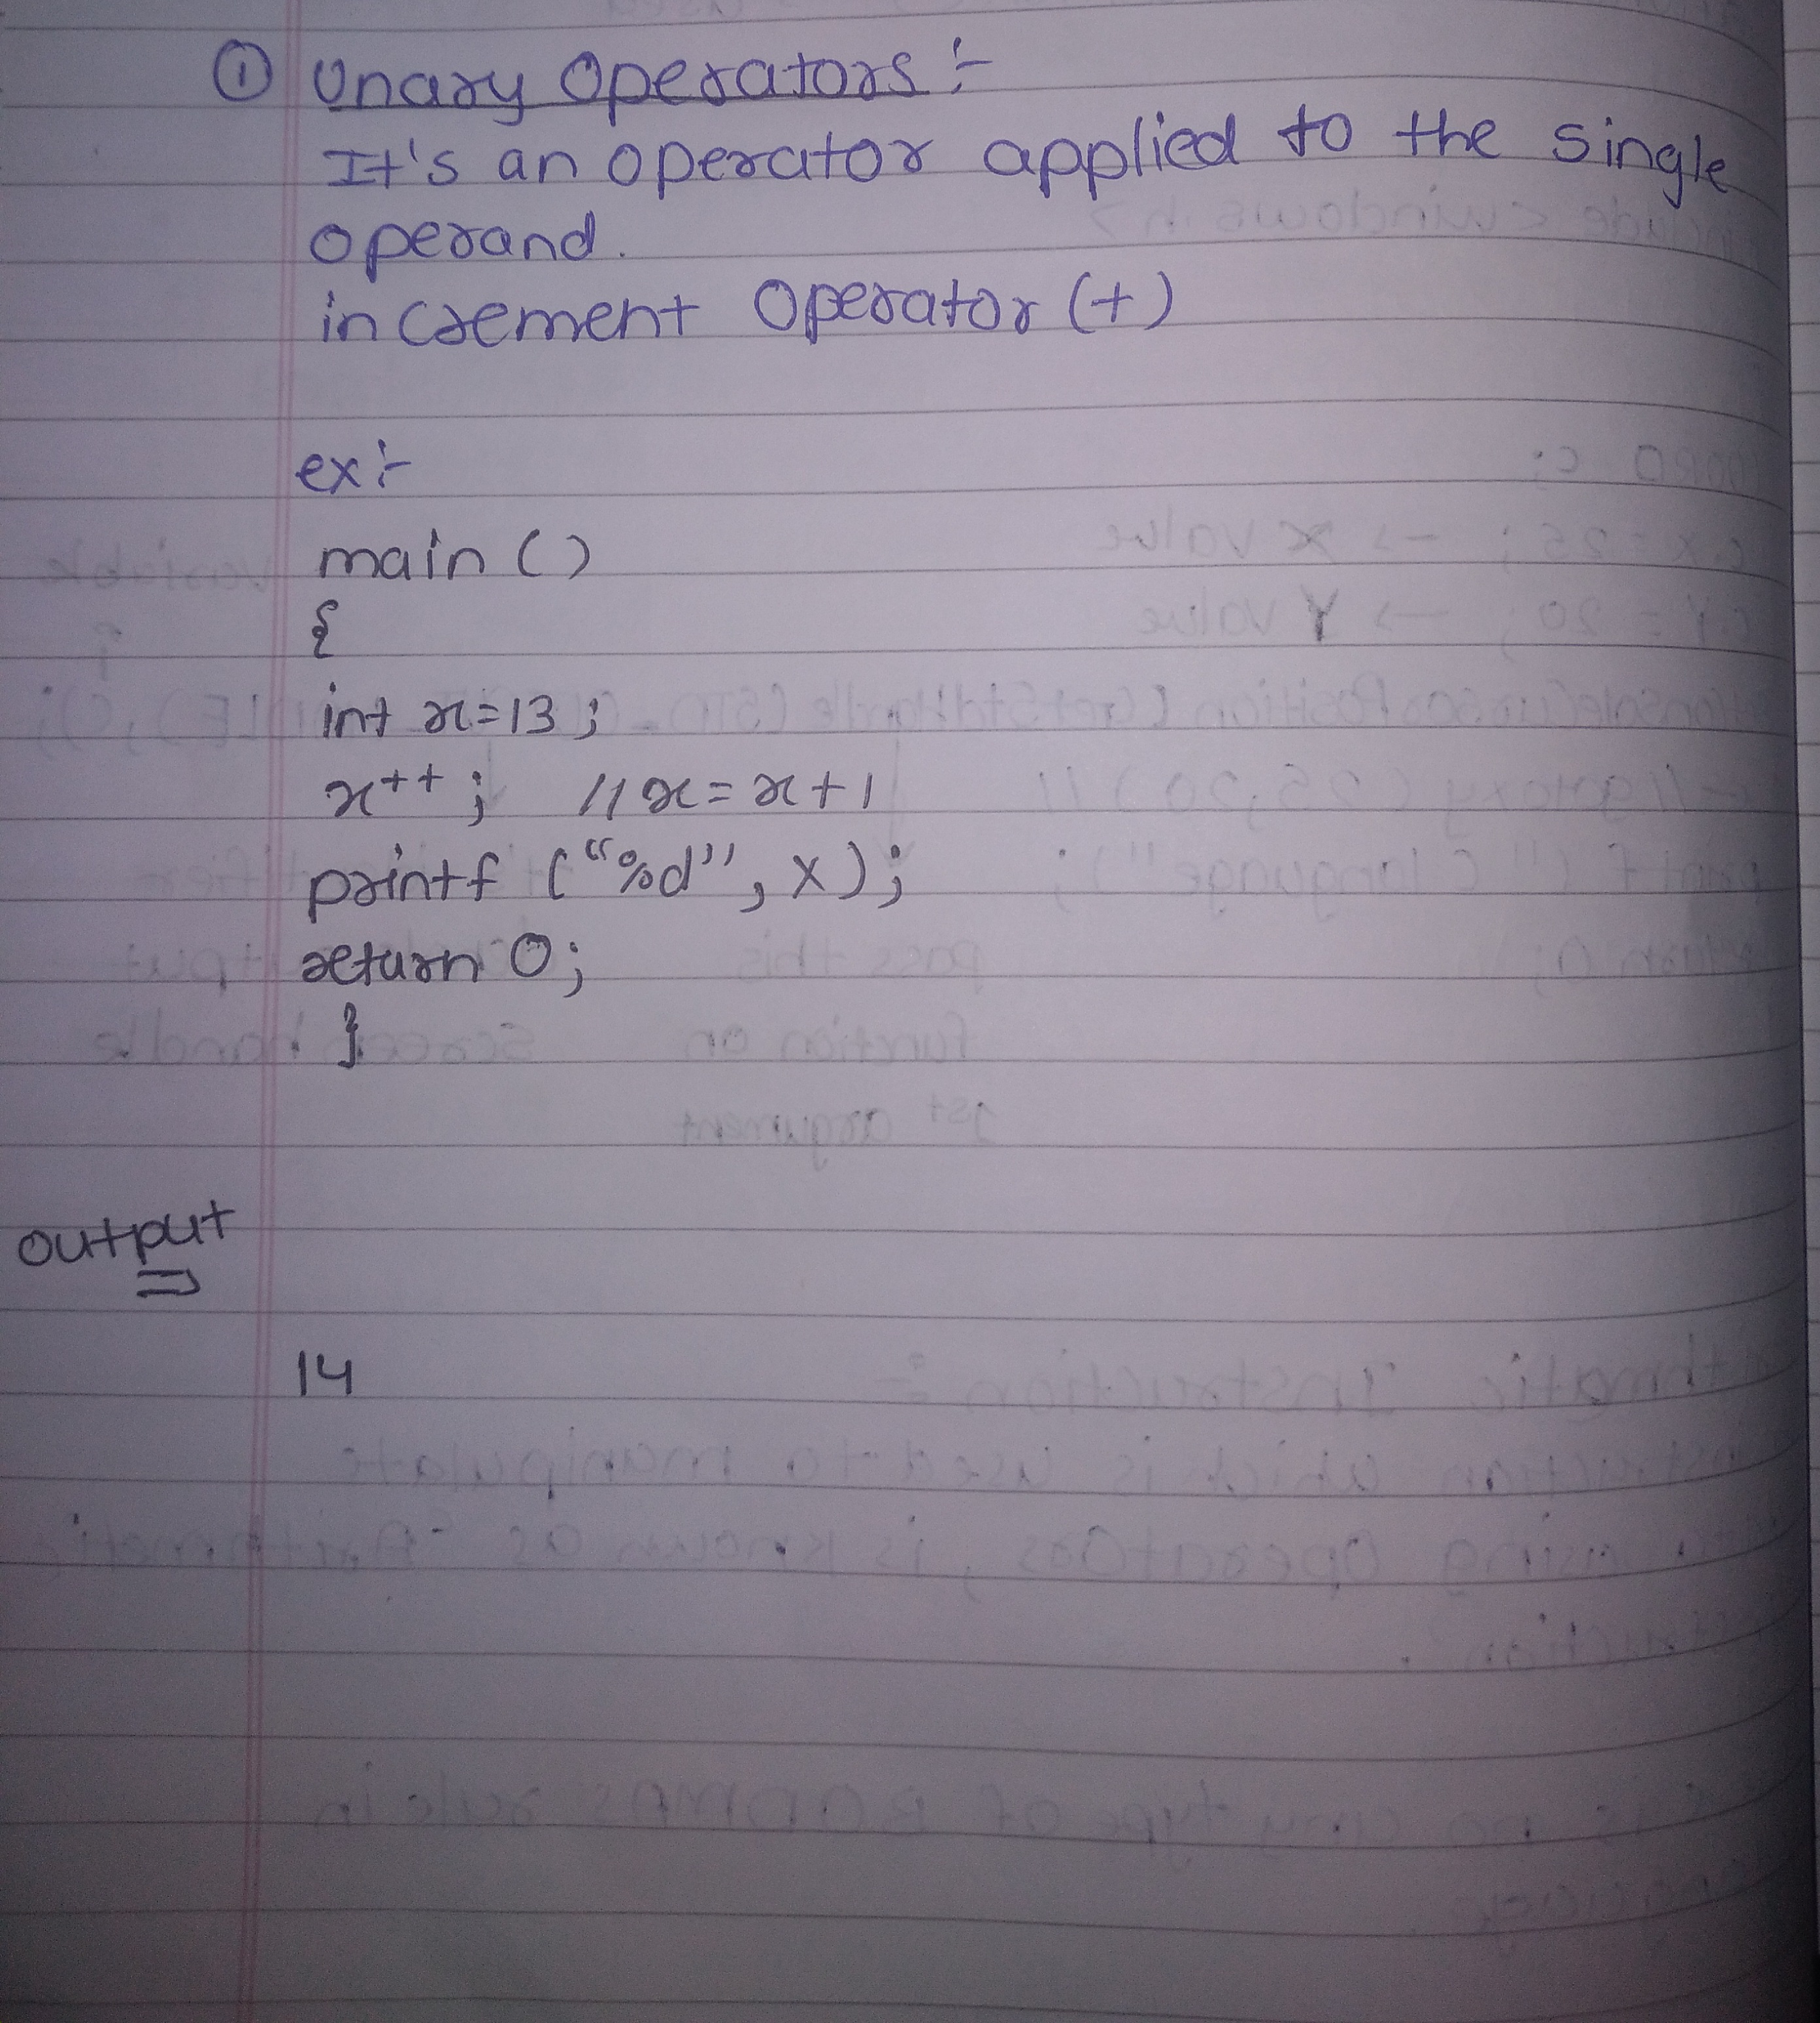 ① Unary Operators :-
It's an operator applied to the single
operand.
increment Operator (+)
ex :-
main ()
{
int x = 13 ;
x++ ; // x = x + 1
printf ("%d", x) ;
return 0;
}
output
14